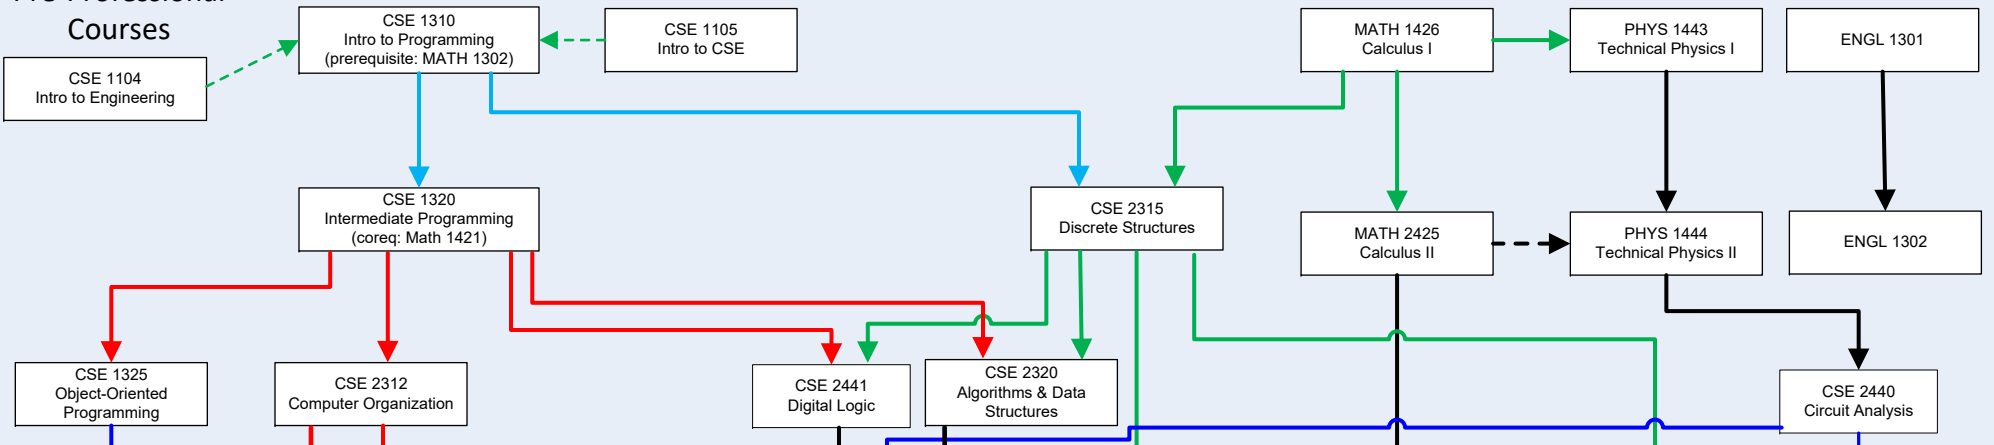 Courses
CSE 1104
Intro to Engineering
CSE 1310
Intro to Programming
(prerequisite: MATH 1302)
CSE 1105
Intro to CSE
MATH 1426
Calculus I
PHYS 1443
Technical Physics I
ENGL 1301
CSE 1320
Intermediate Programming
(coreq: Math 1421)
CSE 2315
Discrete Structures
MATH 2425
Calculus II
PHYS 1444
Technical Physics II
ENGL 1302
CSE 1325
Object-Oriented
Programming
CSE 2312
Computer Organization
CSE 2441
Digital Logic
CSE 2320
Algorithms & Data
Structures
CSE 2440
Circuit Analysis